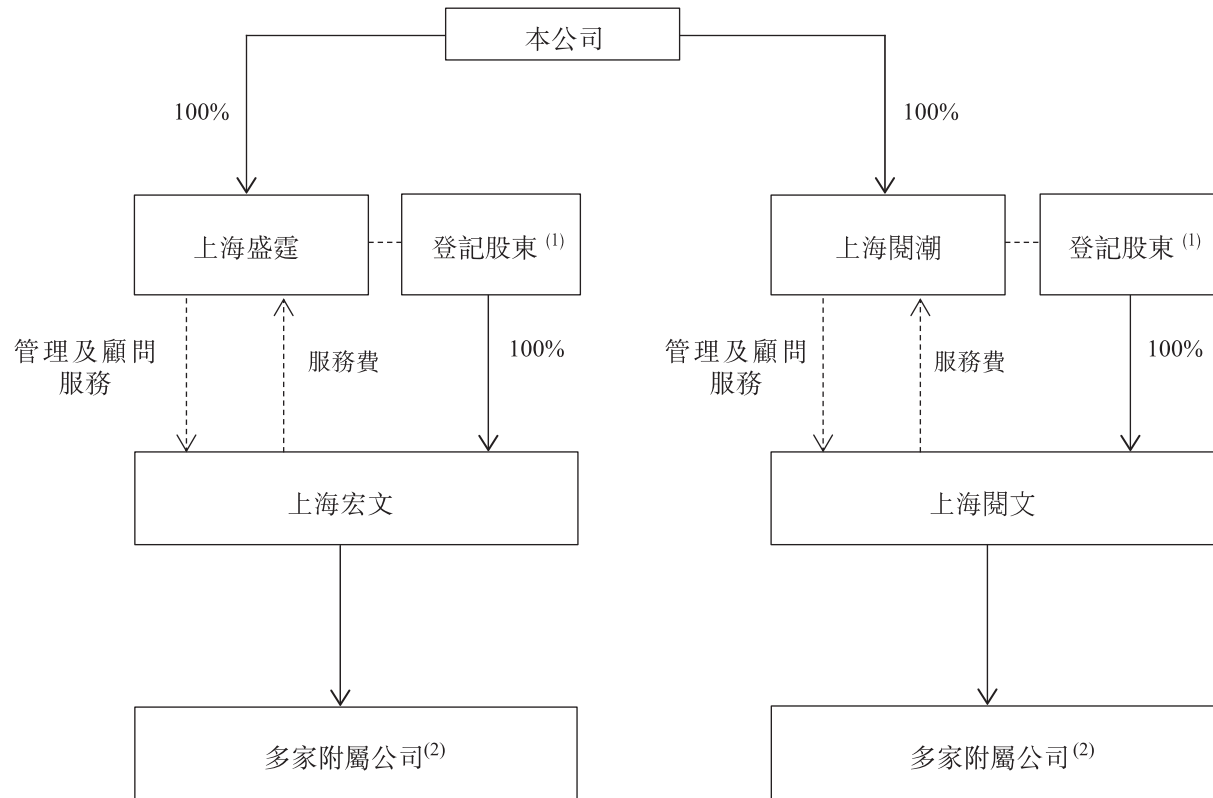 本公司
100%
100%
上海盛霆
登記股東(1)
上海閱潮
登記股東(1)
管理及顧問
服務
服務費
100%
管理及顧問
服務
服務費
100%
上海宏文
上海閱文
多家附屬公司(2)
多家附屬公司(2)